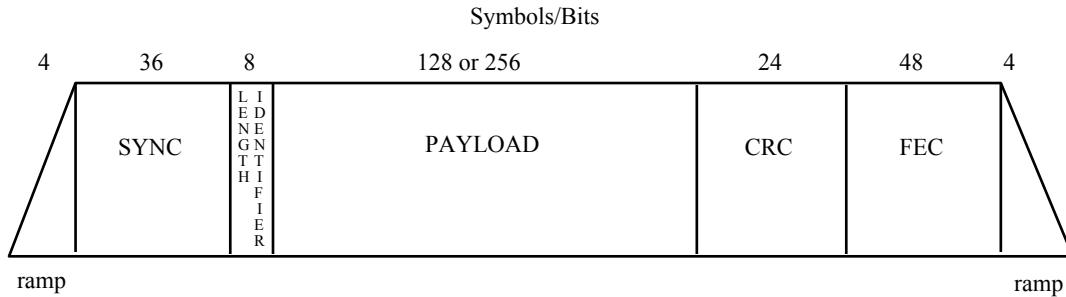 Symbols/Bits
4 36 8 128 or 256 24 48 4
SYNC LENGTH IDENTIFIER PAYLOAD CRC FEC
ramp ramp